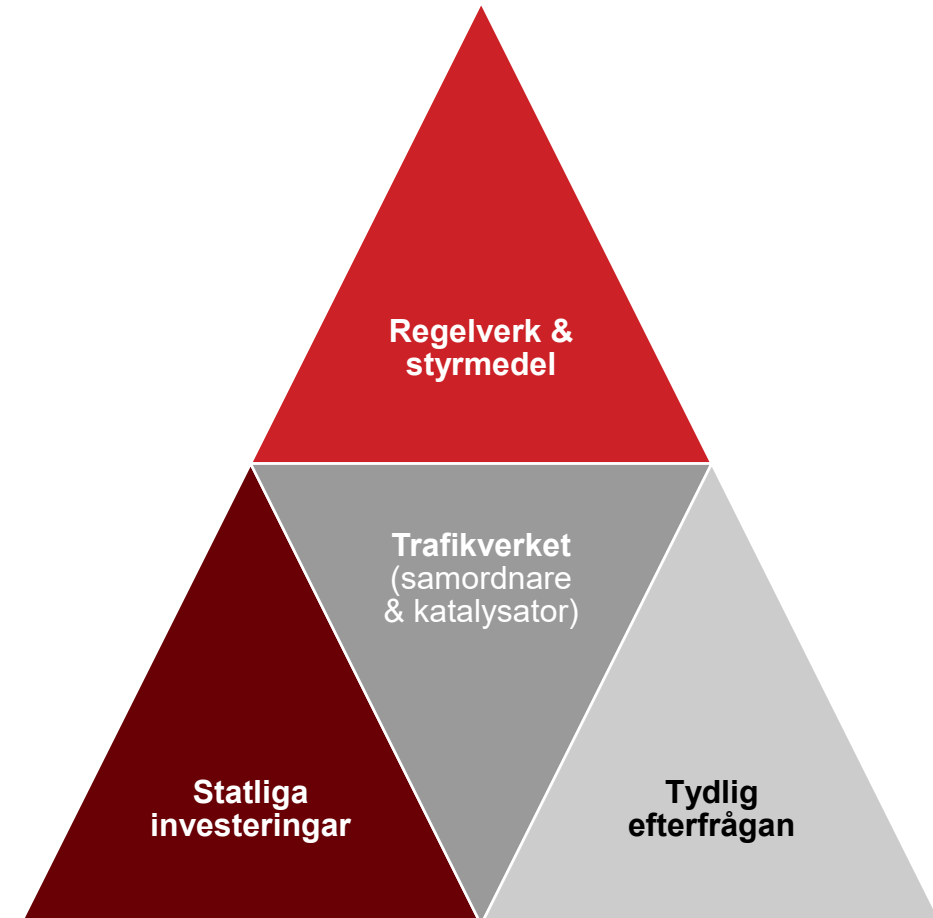 Regelverk &
styrmedel
Trafikverket
(samordnare
& katalysator)
Statliga
investeringar
Tydlig
efterfrågan